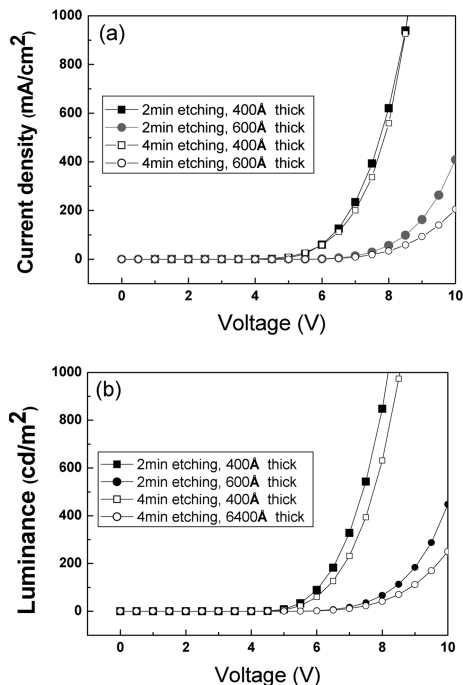 (a)
Current density (mA/cm²)
1000
800
600
400
200
0
2min etching, 400Å thick
2min etching, 600Å thick
4min etching, 400Å thick
4min etching, 600Å thick
0 2 4 6 8 10
Voltage (V)
(b)
Luminance (cd/m²)
1000
800
600
400
200
0
2min etching, 400Å thick
2min etching, 600Å thick
4min etching, 400Å thick
4min etching, 6400Å thick
0 2 4 6 8 10
Voltage (V)